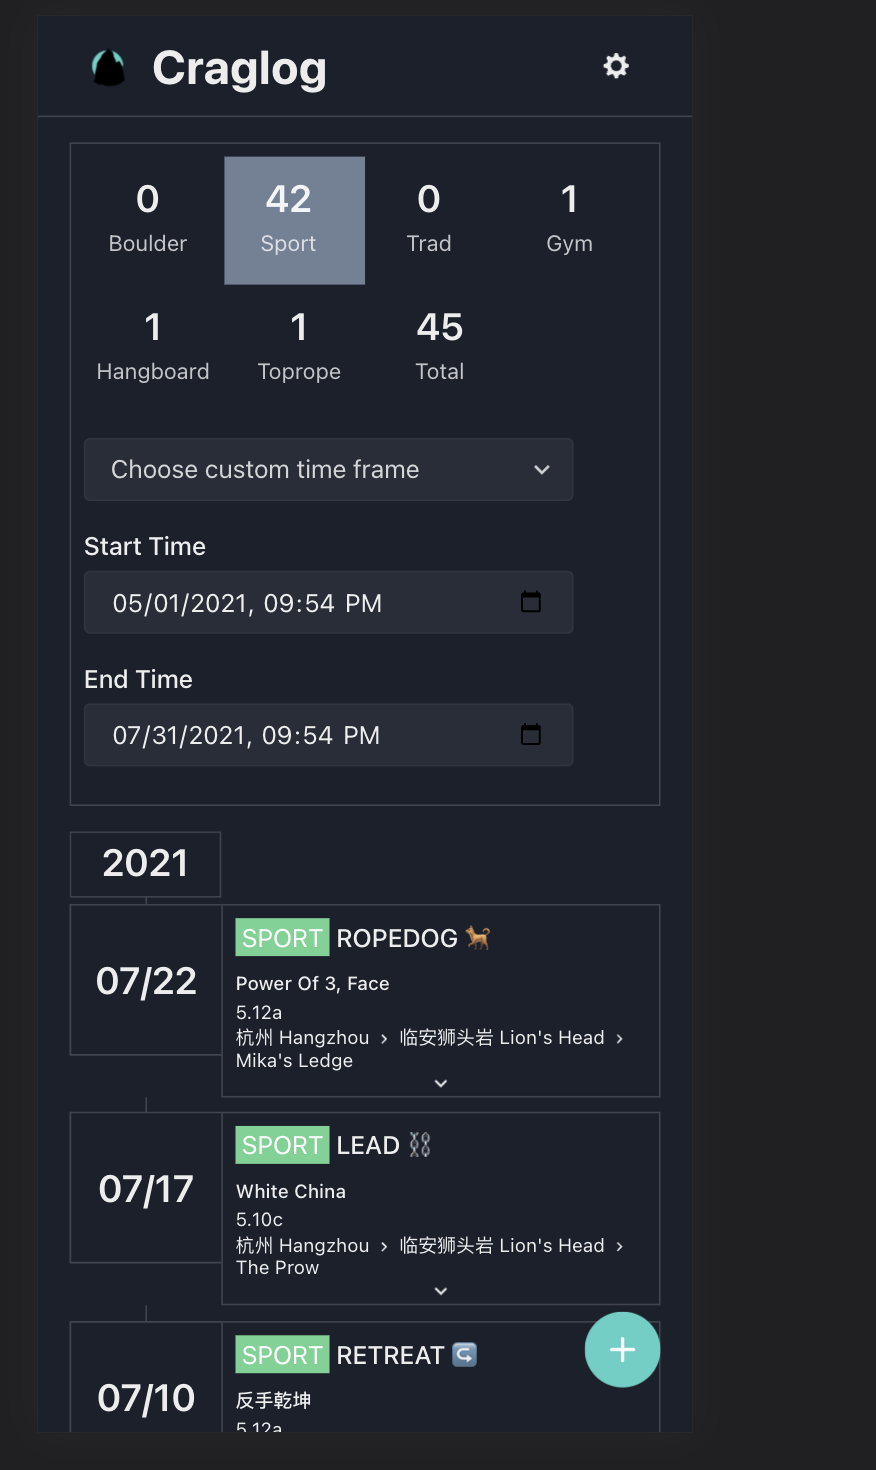 Craglog
0
42
0
1
Boulder
Sport
Trad
Gym
1
1
45
Hangboard
Toprope
Total
Choose custom time frame
Start Time
05/01/2021, 09:54 PM
End Time
07/31/2021, 09:54 PM
2021
07/22
SPORT ROPEDOG 🐕
Power Of 3, Face
5.12a
杭州 Hangzhou › 临安狮头岩 Lion's Head ›
Mika's Ledge
07/17
SPORT LEAD ⛓
White China
5.10c
杭州 Hangzhou › 临安狮头岩 Lion's Head ›
The Prow
07/10
SPORT RETREAT ↪️
反手乾坤
5.12a